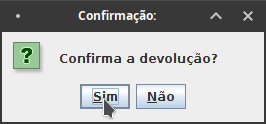 Confirmação:
Confirma a devolução?
Sim
Não